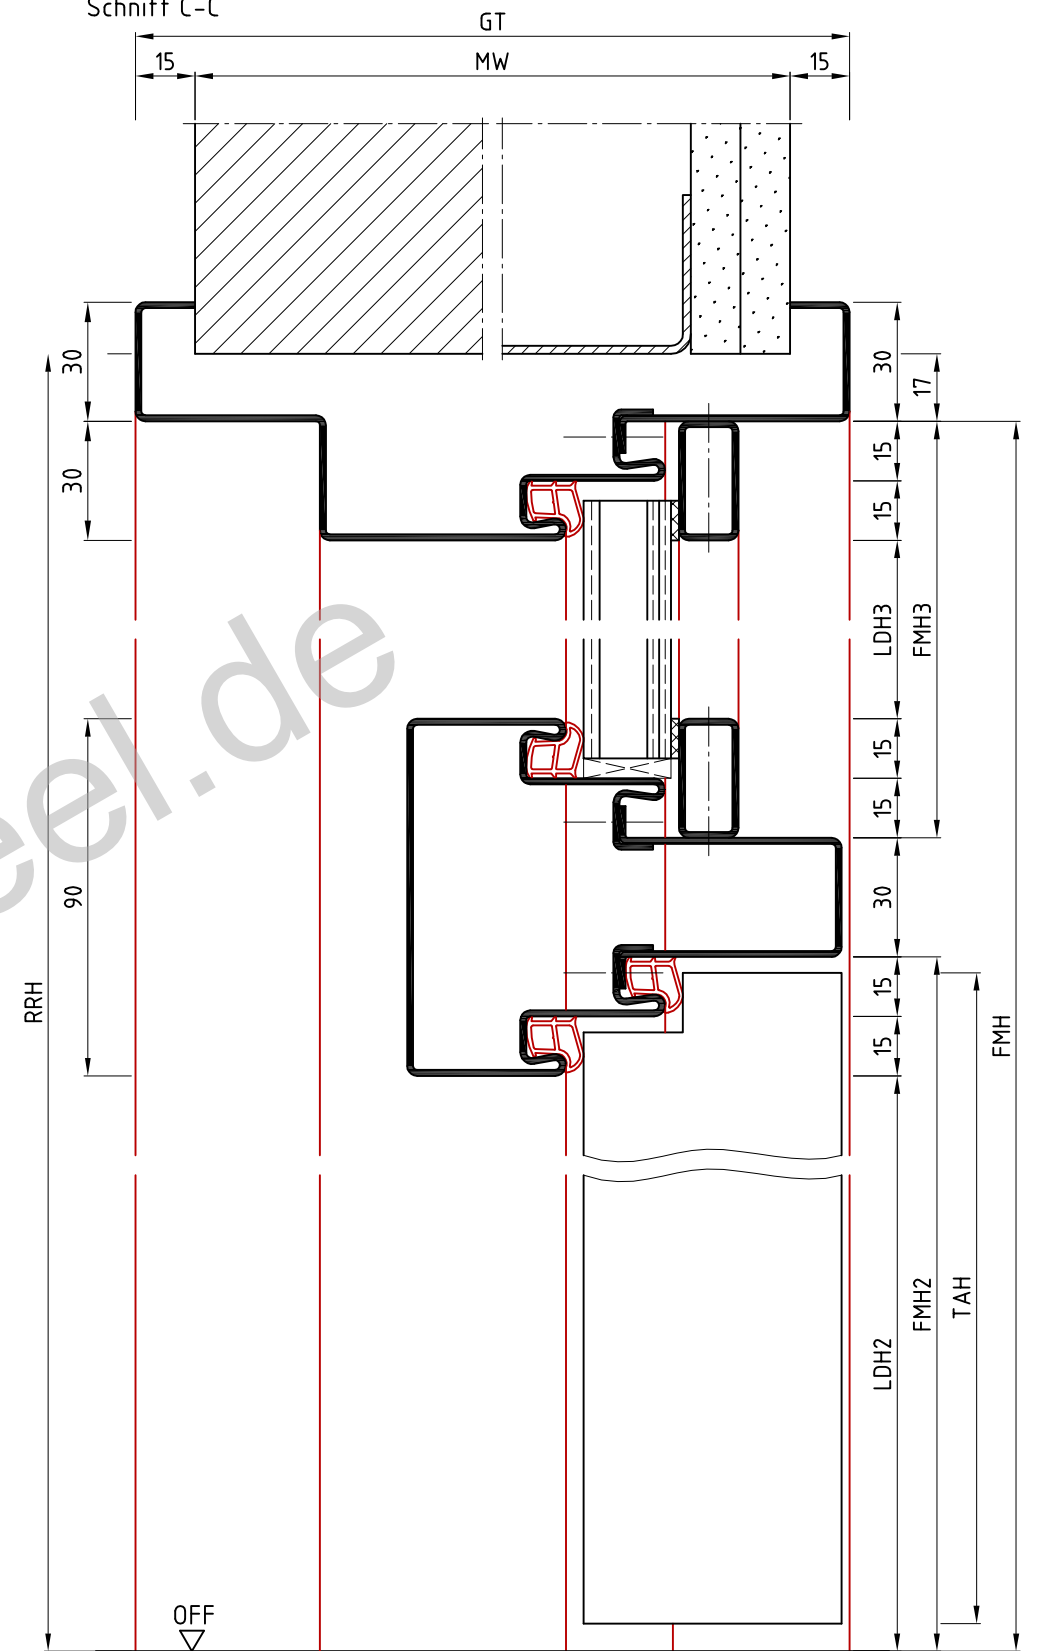 Schnitt C-C
GT
15
MW
15
30
30
17
30
15
15
LDH3
FMH3
eel.de
15
15
90
30
RRH
15
15
FMH
FMH2
TAH
LDH2
OFF